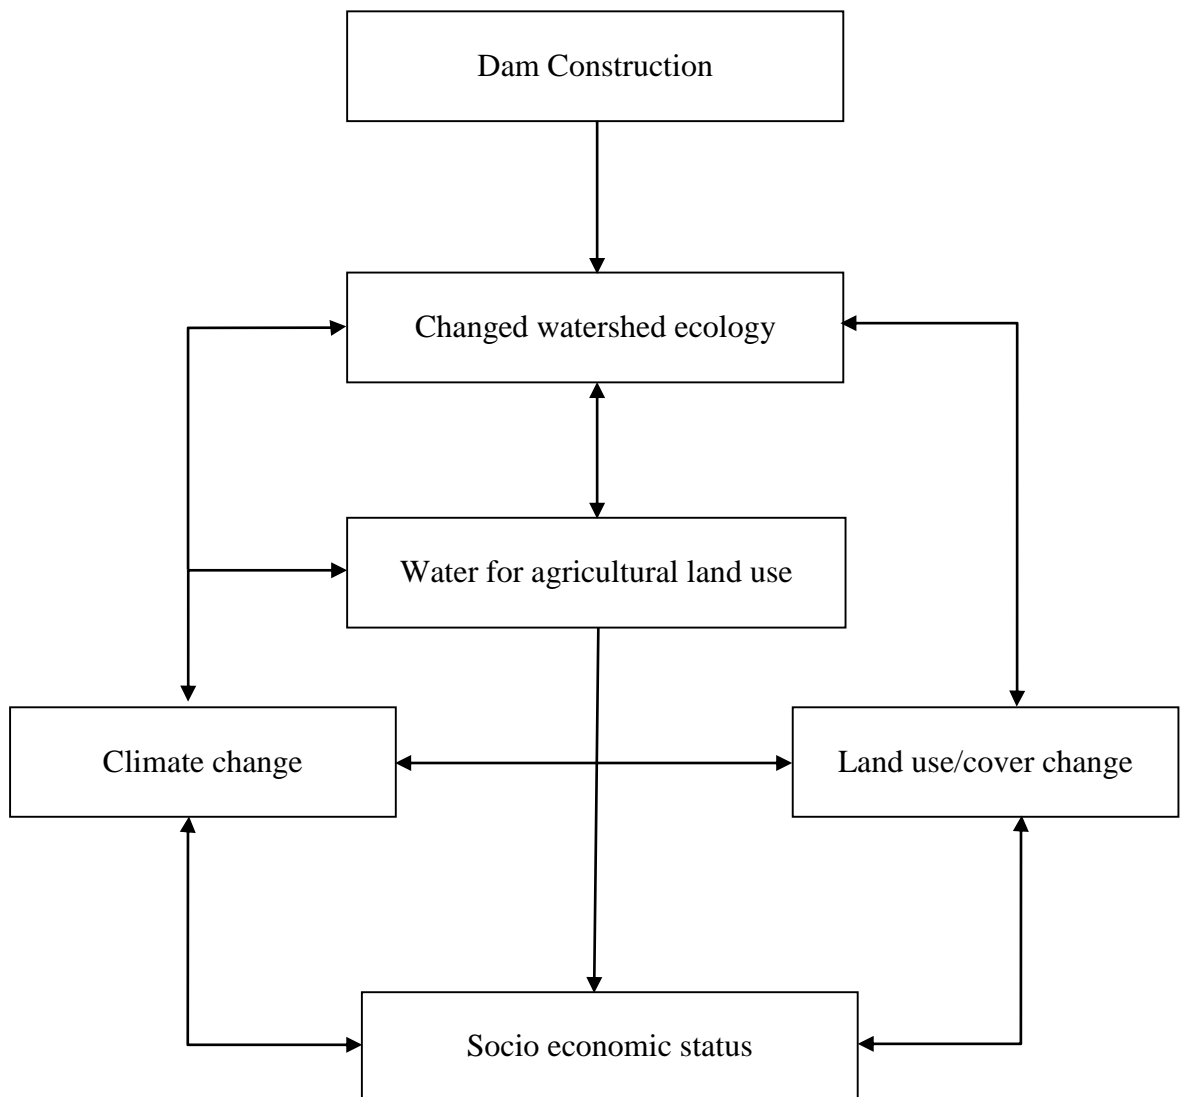 Dam Construction
Changed watershed ecology
Water for agricultural land use
Climate change
Land use/cover change
Socio economic status